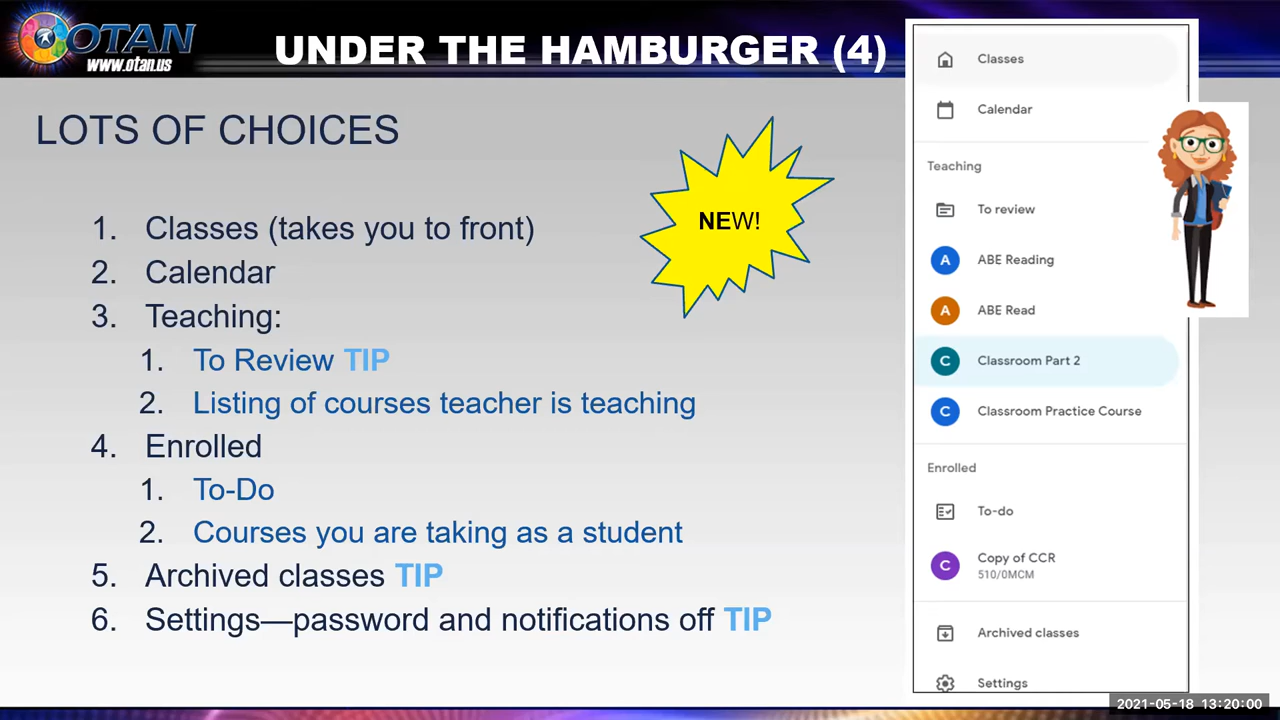 OTAN
www.otan.us
UNDER THE HAMBURGER (4)
LOTS OF CHOICES
NEW!
1. Classes (takes you to front)
2. Calendar
3. Teaching:
1. To Review TIP
2. Listing of courses teacher is teaching
4. Enrolled
1. To-Do
2. Courses you are taking as a student
5. Archived classes TIP
6. Settings—password and notifications off TIP
Classes
Calendar
Teaching
To review
A ABE Reading
A ABE Read
C Classroom Part 2
C Classroom Practice Course
Enrolled
To-do
C Copy of CCR
510/0MCM
Archived classes
Settings
2021-05-18 13:20:00